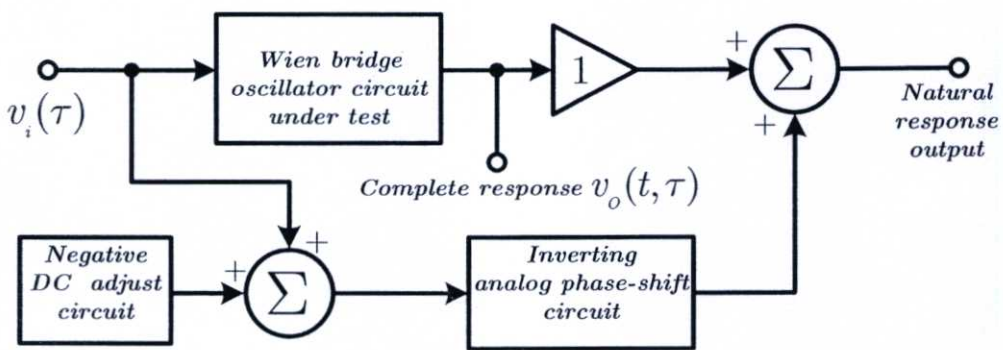 Wien bridge
oscillator circuit
under test
1
+
Σ
+
v_i(τ)
Natural
response
output
Complete response v_o(t,τ)
Negative
DC adjust
circuit
+
+
Σ
Inverting
analog phase-shift
circuit